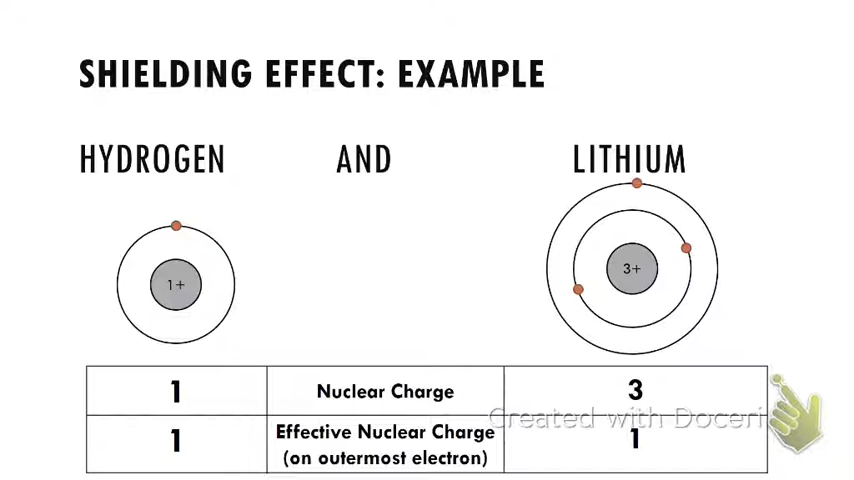 SHIELDING EFFECT: EXAMPLE
HYDROGEN AND LITHIUM
1+ 3+
1 Nuclear Charge 3
Created with Doceri
1 Effective Nuclear Charge 1
(on outermost electron)